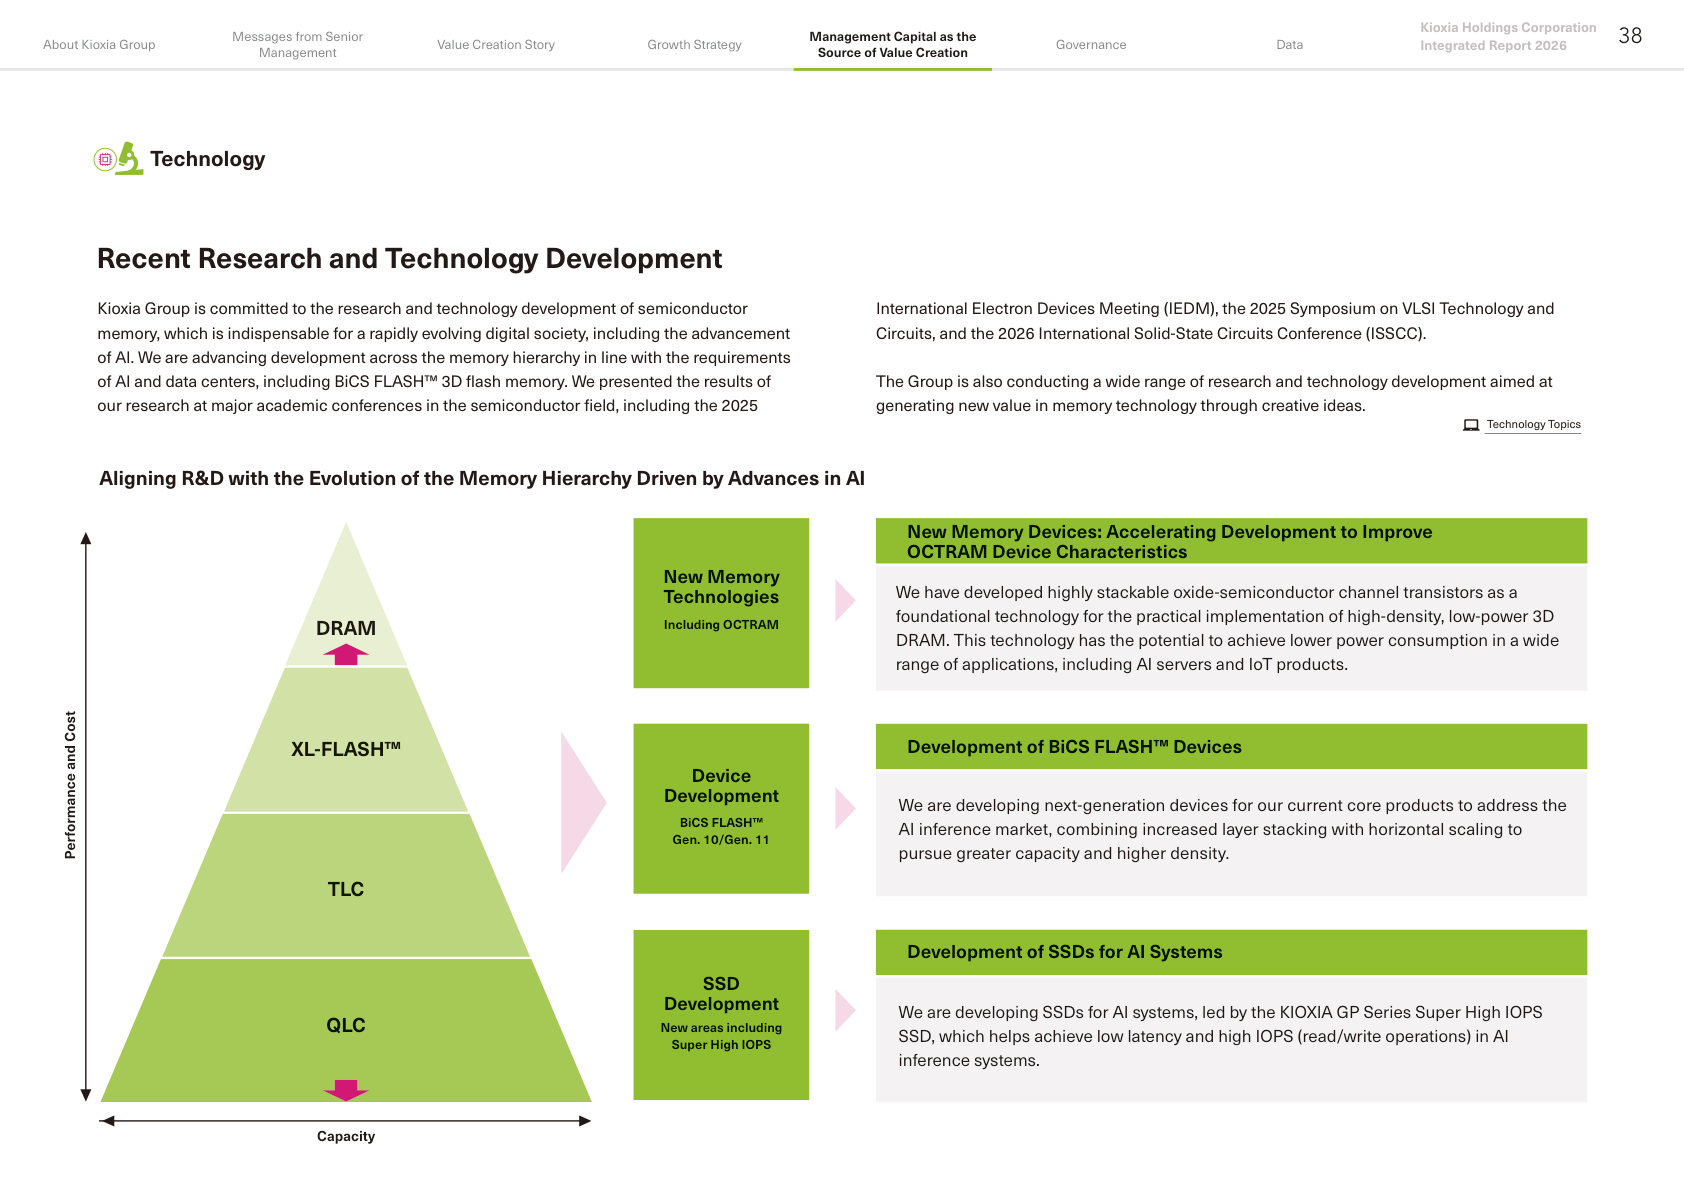 About Kioxia Group
Messages from Senior
Management
Value Creation Story
Growth Strategy
Management Capital as the
Source of Value Creation
Governance
Data
Kioxia Holdings Corporation
Integrated Report 2026
38
Technology
Recent Research and Technology Development
Kioxia Group is committed to the research and technology development of semiconductor
memory, which is indispensable for a rapidly evolving digital society, including the advancement
of AI. We are advancing development across the memory hierarchy in line with the requirements
of AI and data centers, including BiCS FLASH™ 3D flash memory. We presented the results of
our research at major academic conferences in the semiconductor field, including the 2025
International Electron Devices Meeting (IEDM), the 2025 Symposium on VLSI Technology and
Circuits, and the 2026 International Solid-State Circuits Conference (ISSCC).
The Group is also conducting a wide range of research and technology development aimed at
generating new value in memory technology through creative ideas.
Technology Topics
Aligning R&D with the Evolution of the Memory Hierarchy Driven by Advances in AI
Performance and Cost
DRAM
XL-FLASH™
TLC
QLC
Capacity
New Memory
Technologies
Including OCTRAM
New Memory Devices: Accelerating Development to Improve
OCTRAM Device Characteristics
We have developed highly stackable oxide-semiconductor channel transistors as a
foundational technology for the practical implementation of high-density, low-power 3D
DRAM. This technology has the potential to achieve lower power consumption in a wide
range of applications, including AI servers and IoT products.
Device
Development
BiCS FLASH™
Gen. 10/Gen. 11
Development of BiCS FLASH™ Devices
We are developing next-generation devices for our current core products to address the
AI inference market, combining increased layer stacking with horizontal scaling to
pursue greater capacity and higher density.
SSD
Development
New areas including
Super High IOPS
Development of SSDs for AI Systems
We are developing SSDs for AI systems, led by the KIOXIA GP Series Super High IOPS
SSD, which helps achieve low latency and high IOPS (read/write operations) in AI
inference systems.